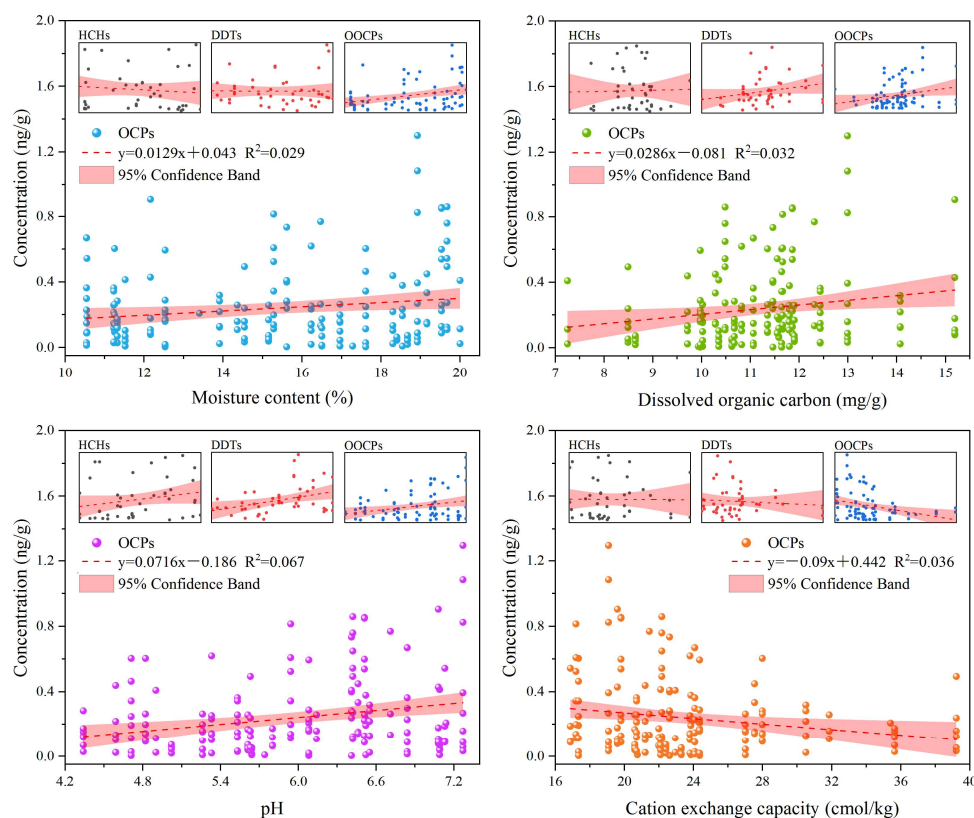 HCHs DDTs OOCPs
OCPs
y=0.0129x+0.043 R²=0.029
95% Confidence Band
Concentration (ng/g)
2.0
1.6
1.2
0.8
0.4
0.0
10 12 14 16 18 20
Moisture content (%)
HCHs DDTs OOCPs
OCPs
y=0.0286x−0.081 R²=0.032
95% Confidence Band
Concentration (ng/g)
2.0
1.6
1.2
0.8
0.4
0.0
7 8 9 10 11 12 13 14 15
Dissolved organic carbon (mg/g)
HCHs DDTs OOCPs
OCPs
y=0.0716x−0.186 R²=0.067
95% Confidence Band
Concentration (ng/g)
2.0
1.6
1.2
0.8
0.4
0.0
4.2 4.8 5.4 6.0 6.6 7.2
pH
HCHs DDTs OOCPs
OCPs
y=−0.09x+0.442 R²=0.036
95% Confidence Band
Concentration (ng/g)
2.0
1.6
1.2
0.8
0.4
0.0
16 20 24 28 32 36 40
Cation exchange capacity (cmol/kg)